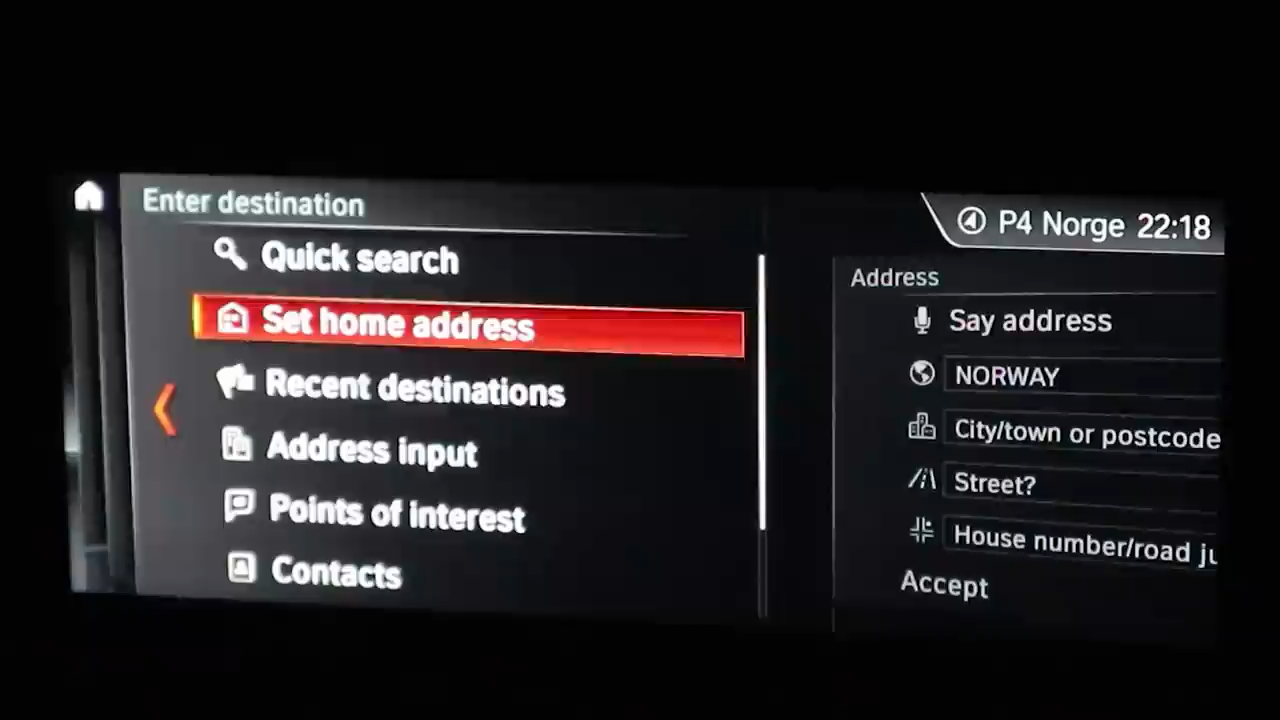 Enter destination
Quick search
Set home address
Recent destinations
Address input
Points of interest
Contacts
P4 Norge 22:18
Address
Say address
NORWAY
City/town or postcode
Street?
House number/road ju
Accept